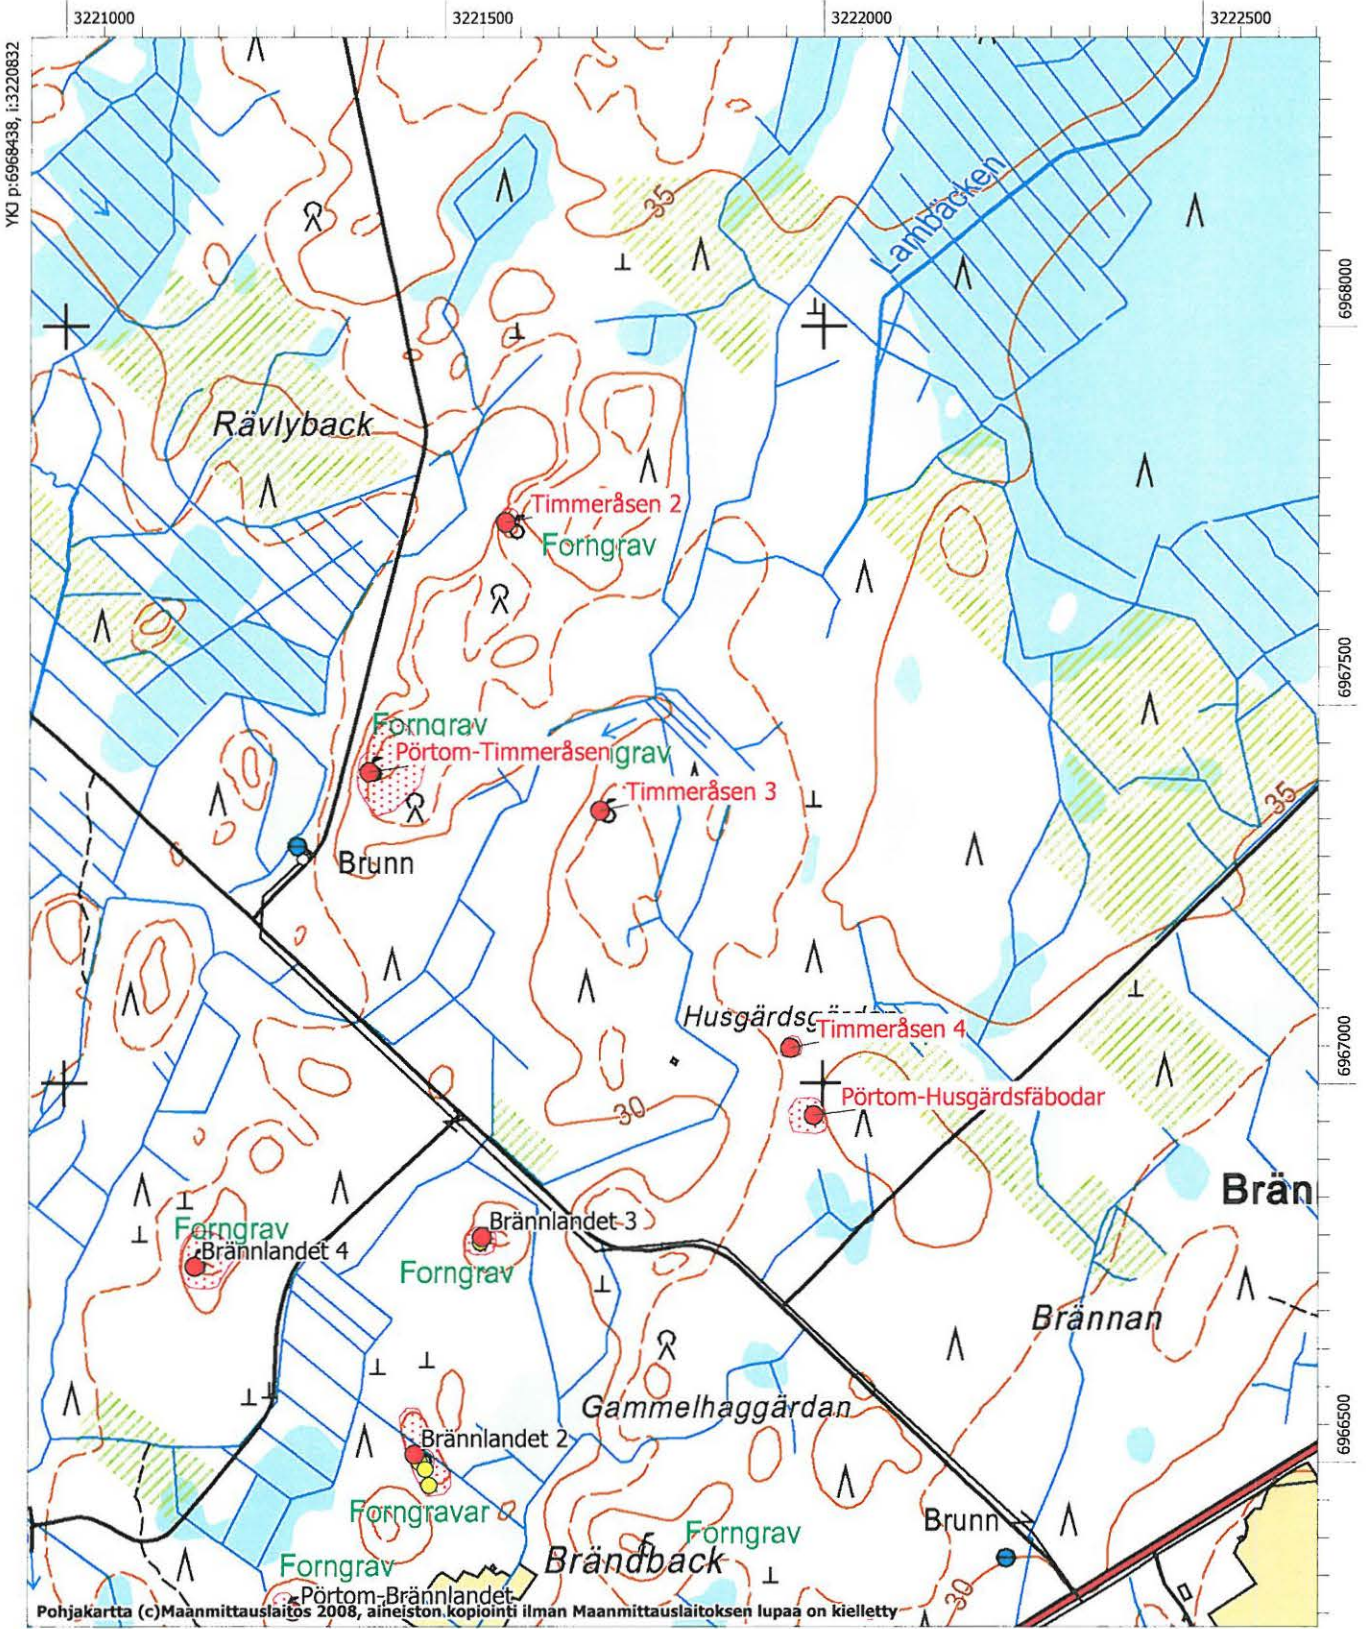 3221000
3221500
3222000
3222500
YKJ p:6968438, i:3220832
35
Lambäcken
6968000
Rävlyback
Timmeråsen 2
Forngrav
6967500
Forngrav
Pörtom-Timmeråsen
grav
Timmeråsen 3
35
Brunn
Husgärdsgärdan
Timmeråsen 4
6967000
Pörtom-Husgärdsfäbodar
30
Brän
Forngrav
Brännlandet 4
Brännlandet 3
Forngrav
Brännan
Gammelhaggärdan
6966500
Brännlandet 2
Forngravar
Brunn
Forngrav
Brändback
Forngrav
30
Pörtom-Brännlandet
Pohjakartta (c)Maanmittauslaitos 2008, aineiston kopiointi ilman Maanmittauslaitoksen lupaa on kielletty